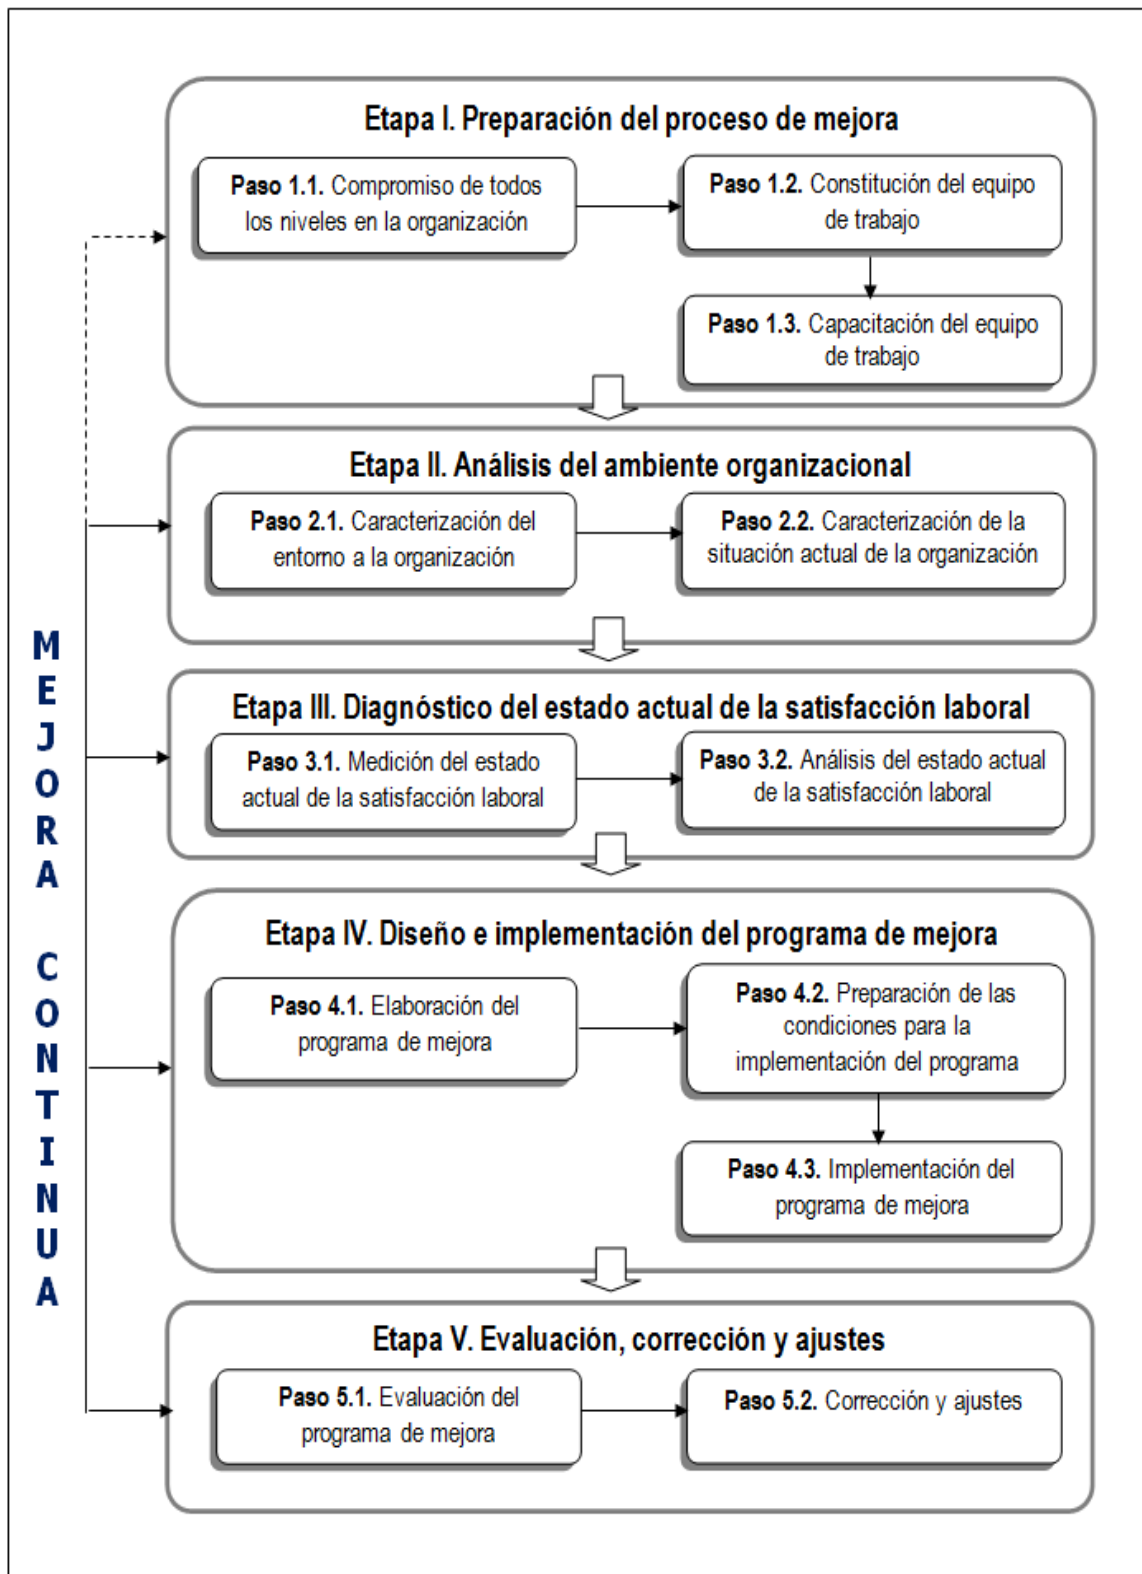 Etapa I. Preparación del proceso de mejora
Paso 1.1. Compromiso de todos
los niveles en la organización
Paso 1.2. Constitución del equipo
de trabajo
Paso 1.3. Capacitación del equipo
de trabajo
Etapa II. Análisis del ambiente organizacional
Paso 2.1. Caracterización del
entorno a la organización
Paso 2.2. Caracterización de la
situación actual de la organización
Etapa III. Diagnóstico del estado actual de la satisfacción laboral
Paso 3.1. Medición del estado
actual de la satisfacción laboral
Paso 3.2. Análisis del estado actual
de la satisfacción laboral
Etapa IV. Diseño e implementación del programa de mejora
Paso 4.1. Elaboración del
programa de mejora
Paso 4.2. Preparación de las
condiciones para la
implementación del programa
Paso 4.3. Implementación del
programa de mejora
Etapa V. Evaluación, corrección y ajustes
Paso 5.1. Evaluación del
programa de mejora
Paso 5.2. Corrección y ajustes
MEJORA CONTINUA